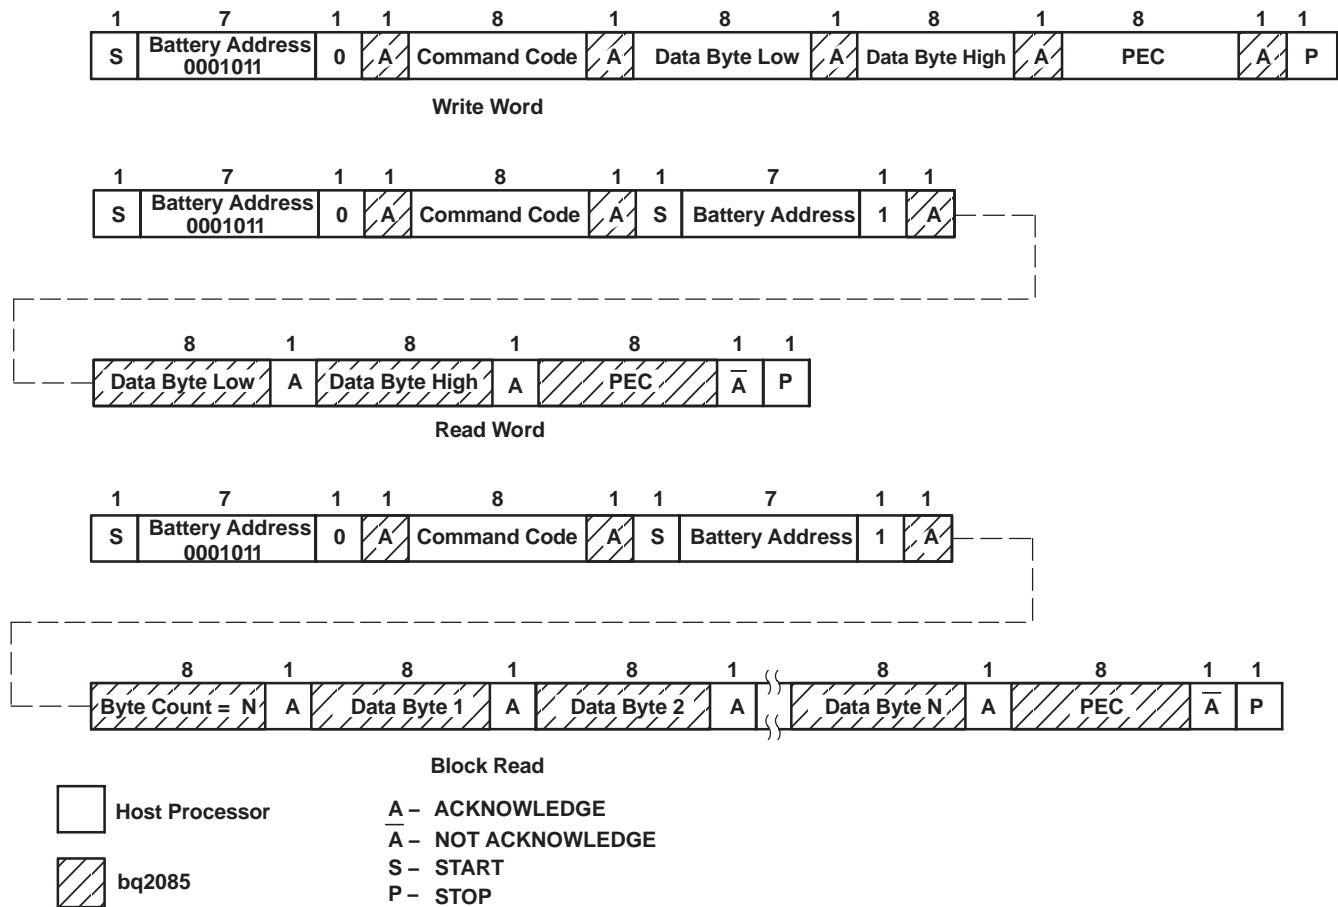 1 7 1 1 8 1 8 1 8 1 8 1 1
S Battery Address 0 A Command Code A Data Byte Low A Data Byte High A PEC A P
0001011
Write Word
1 7 1 1 8 1 1 7 1 1
S Battery Address 0 A Command Code A S Battery Address 1 A
0001011
8 1 8 1 8 1 1
Data Byte Low A Data Byte High A PEC A̅ P
Read Word
1 7 1 1 8 1 1 7 1 1
S Battery Address 0 A Command Code A S Battery Address 1 A
0001011
8 1 8 1 8 1 8 1 8 1 1
Byte Count = N A Data Byte 1 A Data Byte 2 A Data Byte N A PEC A̅ P
Block Read
Host Processor
bq2085
A – ACKNOWLEDGE
A̅ – NOT ACKNOWLEDGE
S – START
P – STOP